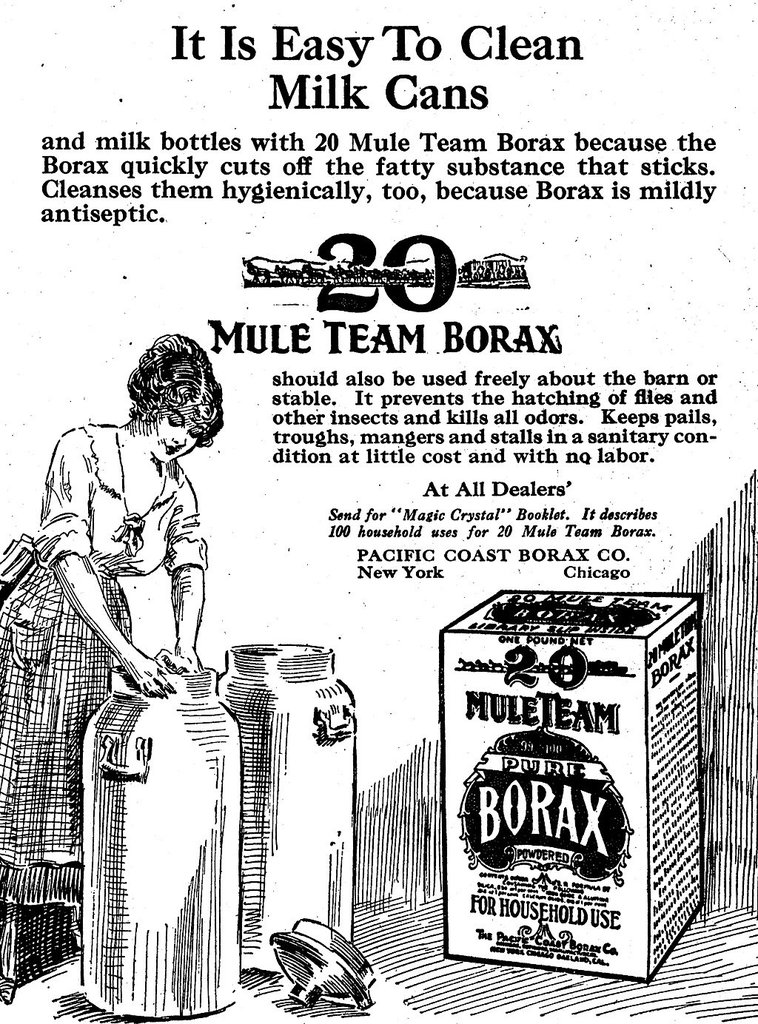 It Is Easy To Clean
Milk Cans
and milk bottles with 20 Mule Team Borax because the
Borax quickly cuts off the fatty substance that sticks.
Cleanses them hygienically, too, because Borax is mildly
antiseptic.
20
MULE TEAM BORAX
should also be used freely about the barn or
stable. It prevents the hatching of flies and
other insects and kills all odors. Keeps pails,
troughs, mangers and stalls in a sanitary con-
dition at little cost and with no labor.
At All Dealers'
Send for "Magic Crystal" Booklet. It describes
100 household uses for 20 Mule Team Borax.
PACIFIC COAST BORAX CO.
New York Chicago
20 MULE TEAM
LIBRARY SLIP INSIDE
ONE POUND NET
20
MULE TEAM
PURE
BORAX
POWDERED
FOR HOUSEHOLD USE
THE PACIFIC COAST BORAX CO.
NEW YORK CHICAGO OAKLAND, CAL.
20 MULE TEAM
BORAX